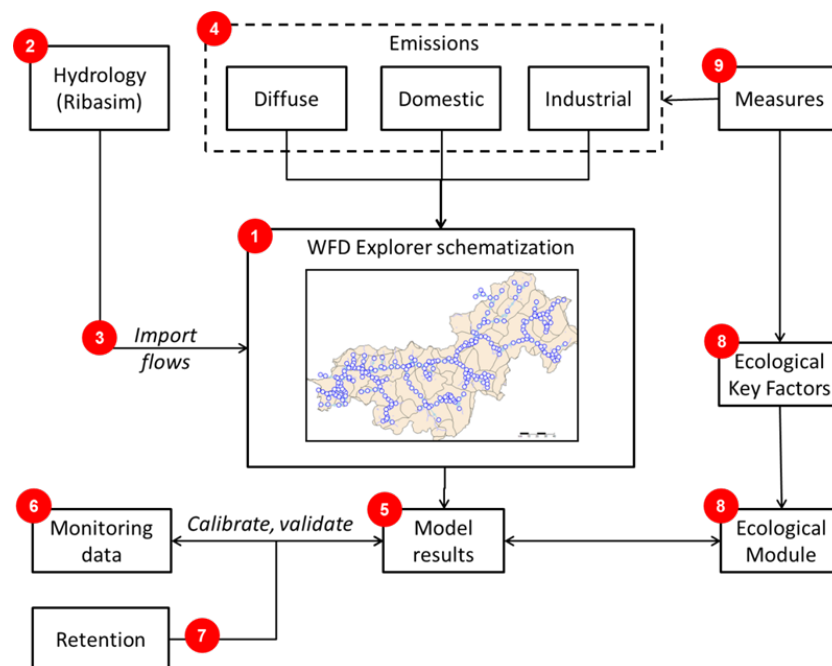 2
Hydrology
(Ribasim)
4
Emissions
Diffuse
Domestic
Industrial
9
Measures
1
WFD Explorer schematization
3
Import
flows
8
Ecological
Key Factors
6
Monitoring
data
Calibrate, validate
5
Model
results
8
Ecological
Module
Retention
7